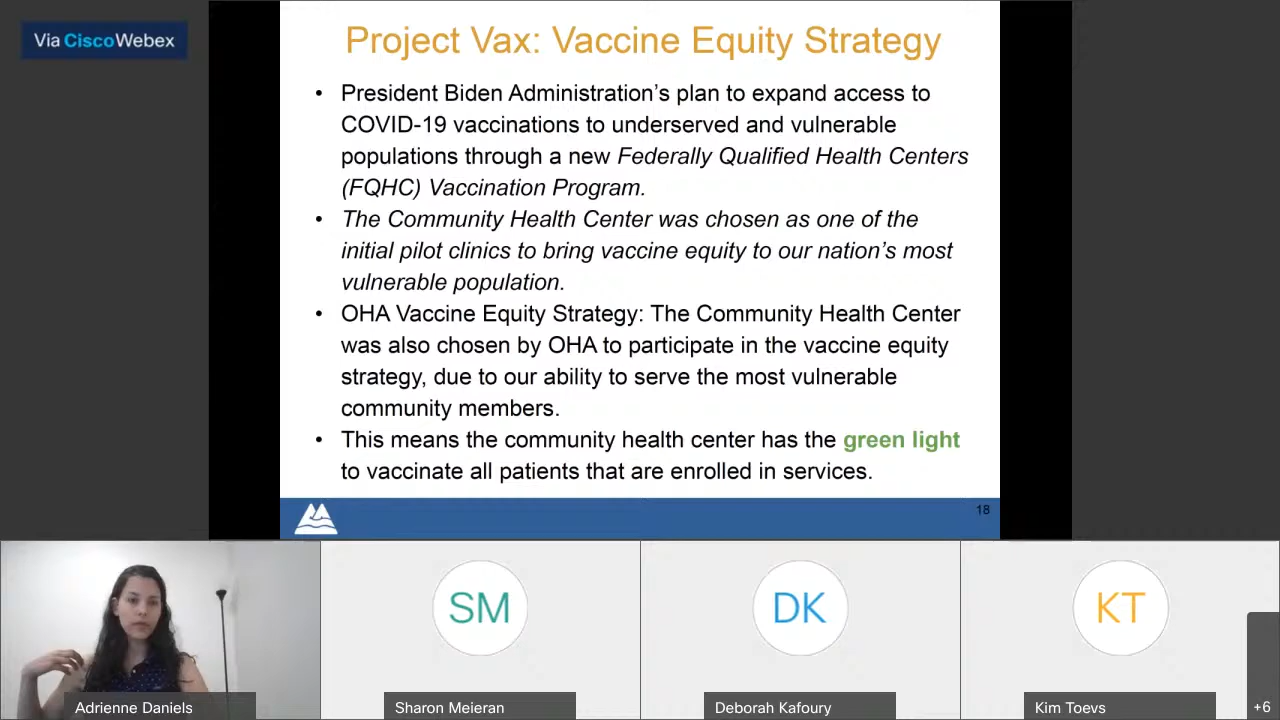 Via CiscoWebex
Project Vax: Vaccine Equity Strategy
• President Biden Administration’s plan to expand access to
COVID-19 vaccinations to underserved and vulnerable
populations through a new Federally Qualified Health Centers
(FQHC) Vaccination Program.
• The Community Health Center was chosen as one of the
initial pilot clinics to bring vaccine equity to our nation’s most
vulnerable population.
• OHA Vaccine Equity Strategy: The Community Health Center
was also chosen by OHA to participate in the vaccine equity
strategy, due to our ability to serve the most vulnerable
community members.
• This means the community health center has the green light
to vaccinate all patients that are enrolled in services.
18
SM
DK
KT
Adrienne Daniels
Sharon Meieran
Deborah Kafoury
Kim Toevs
+6